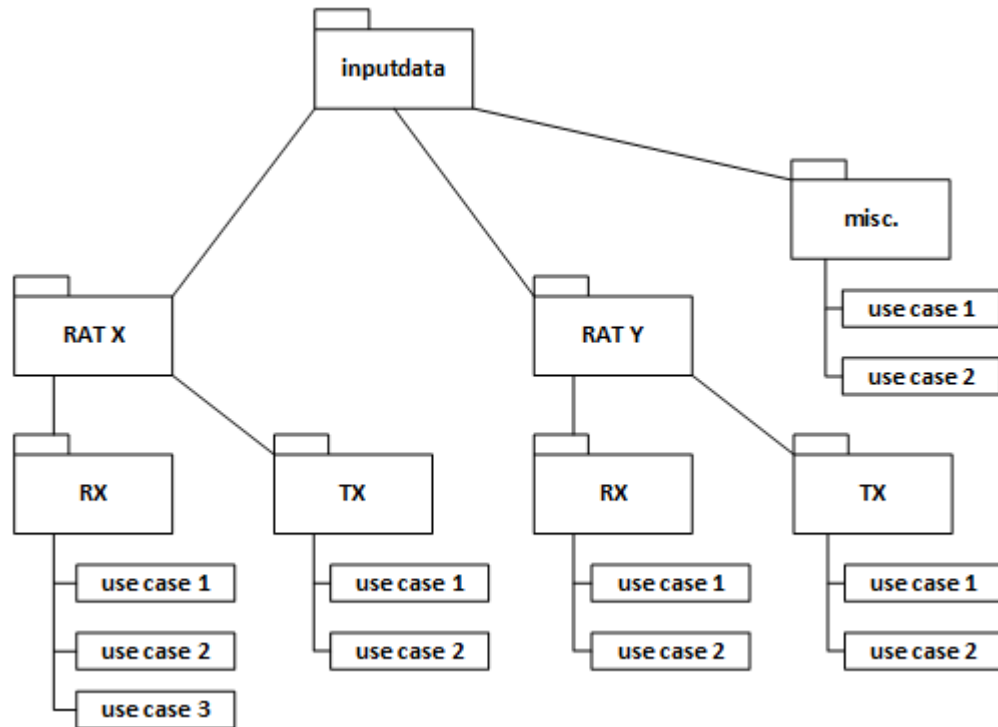 inputdata
misc.
use case 1
use case 2
RAT X
RAT Y
RX
TX
RX
TX
use case 1
use case 1
use case 1
use case 1
use case 2
use case 2
use case 2
use case 2
use case 3